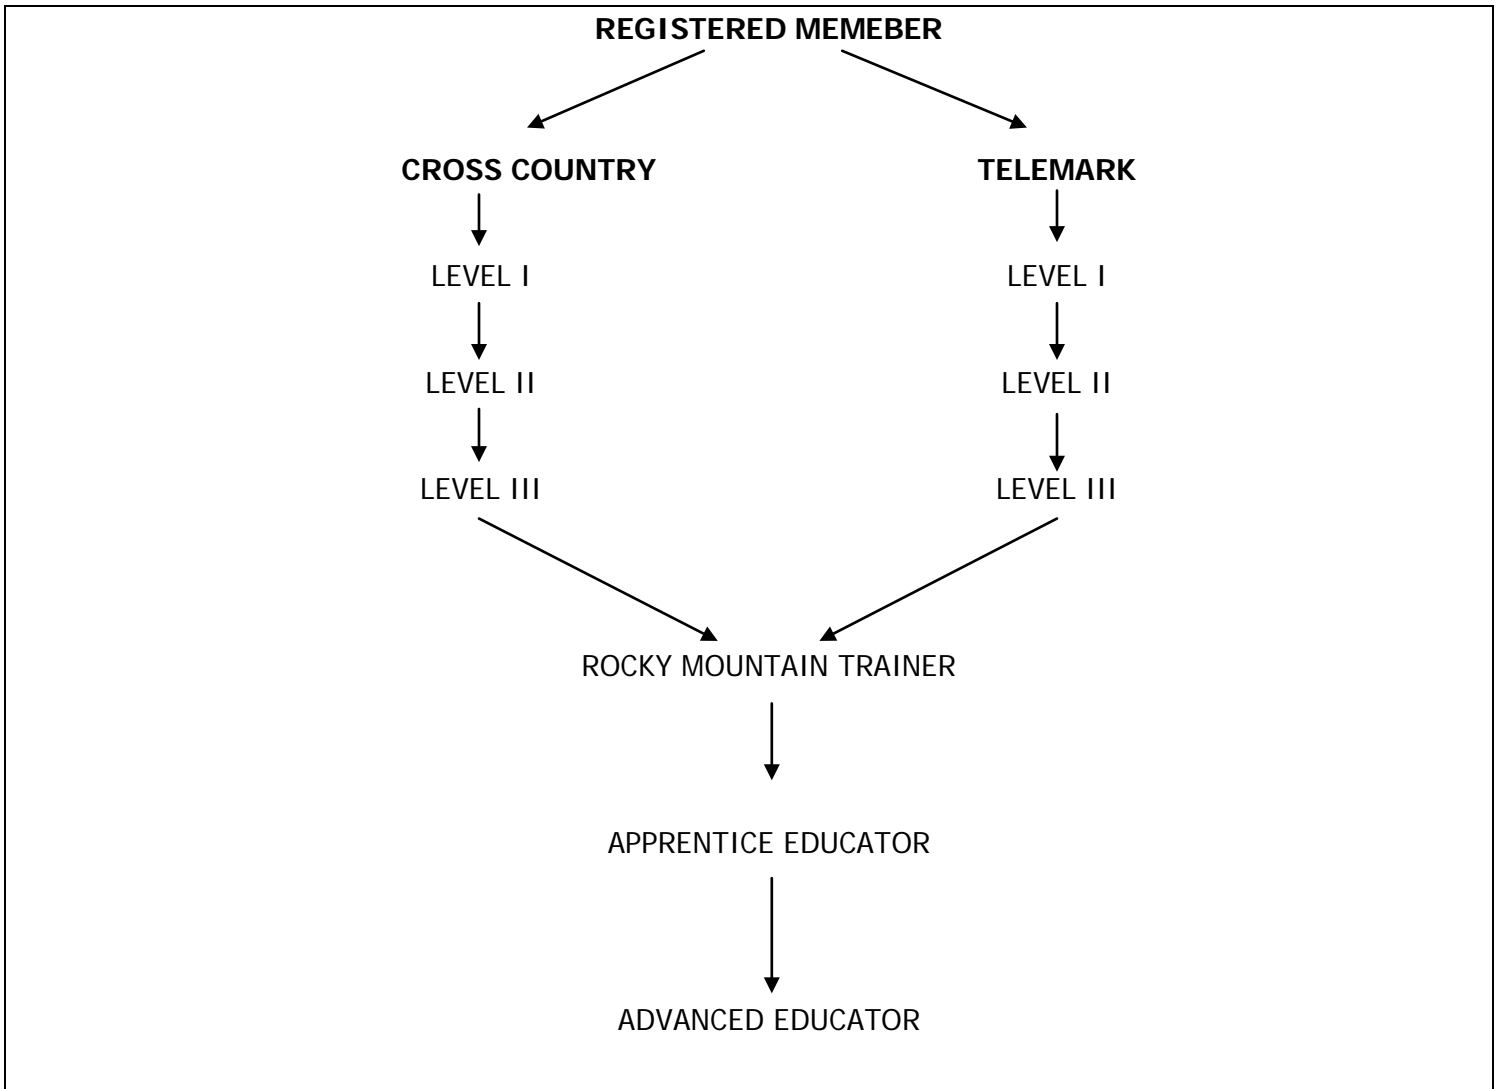 REGISTERED MEMEBER
CROSS COUNTRY
TELEMARK
LEVEL I
LEVEL I
LEVEL II
LEVEL II
LEVEL III
LEVEL III
ROCKY MOUNTAIN TRAINER
APPRENTICE EDUCATOR
ADVANCED EDUCATOR